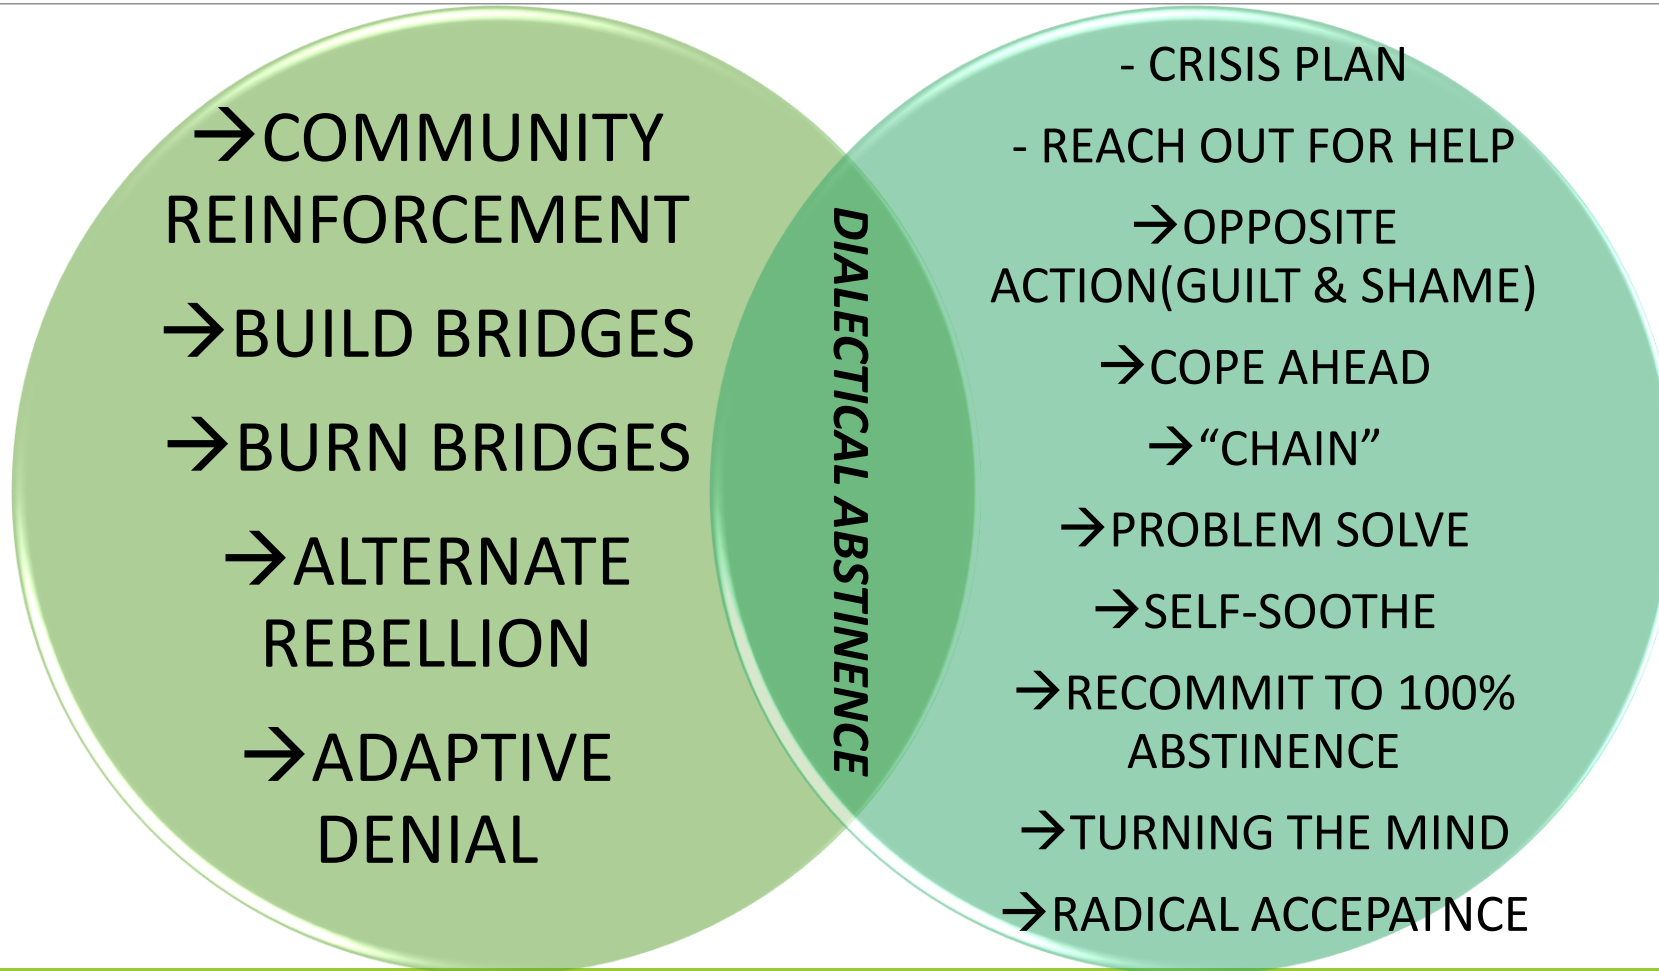 →COMMUNITY
REINFORCEMENT
→BUILD BRIDGES
→BURN BRIDGES
→ALTERNATE
REBELLION
→ADAPTIVE
DENIAL
DIALECTICAL ABSTINENCE
- CRISIS PLAN
- REACH OUT FOR HELP
→OPPOSITE
ACTION(GUILT & SHAME)
→COPE AHEAD
→“CHAIN”
→PROBLEM SOLVE
→SELF-SOOTHE
→RECOMMIT TO 100%
ABSTINENCE
→TURNING THE MIND
→RADICAL ACCEPATNCE